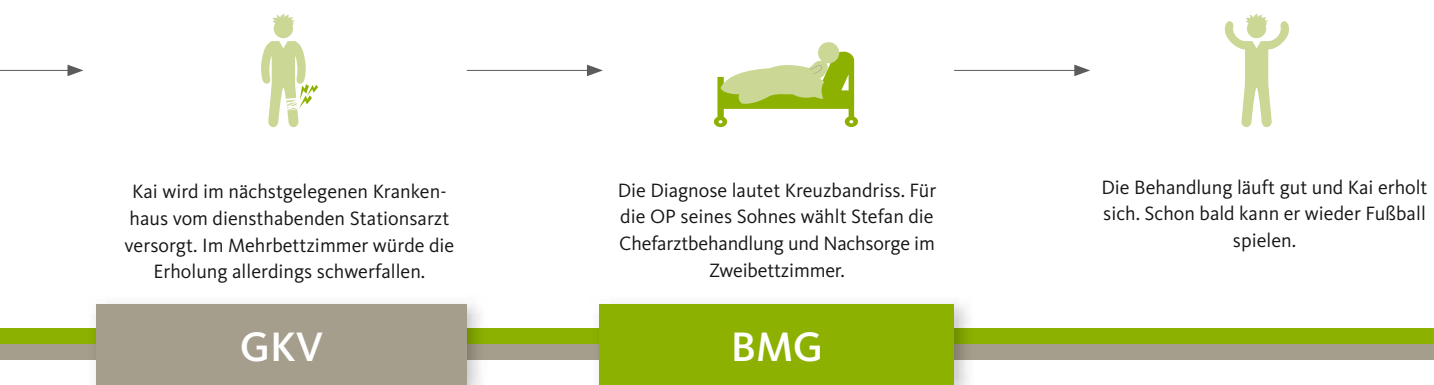 Kai wird im nächstgelegenen Kranken-
haus vom diensthabenden Stationsarzt
versorgt. Im Mehrbettzimmer würde die
Erholung allerdings schwerfallen.
GKV
Die Diagnose lautet Kreuzbandriss. Für
die OP seines Sohnes wählt Stefan die
Chefarztbehandlung und Nachsorge im
Zweibettzimmer.
BMG
Die Behandlung läuft gut und Kai erholt
sich. Schon bald kann er wieder Fußball
spielen.